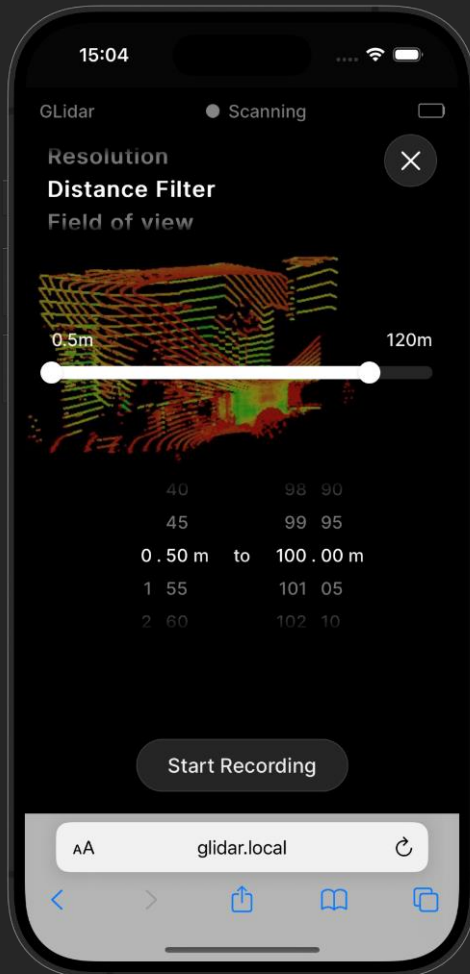 15:04
GLidar Scanning
Resolution
Distance Filter
Field of view
0.5m 120m
40 98 90
45 99 95
0 . 50 m to 100 . 00 m
1 55 101 05
2 60 102 10
Start Recording
AA glidar.local